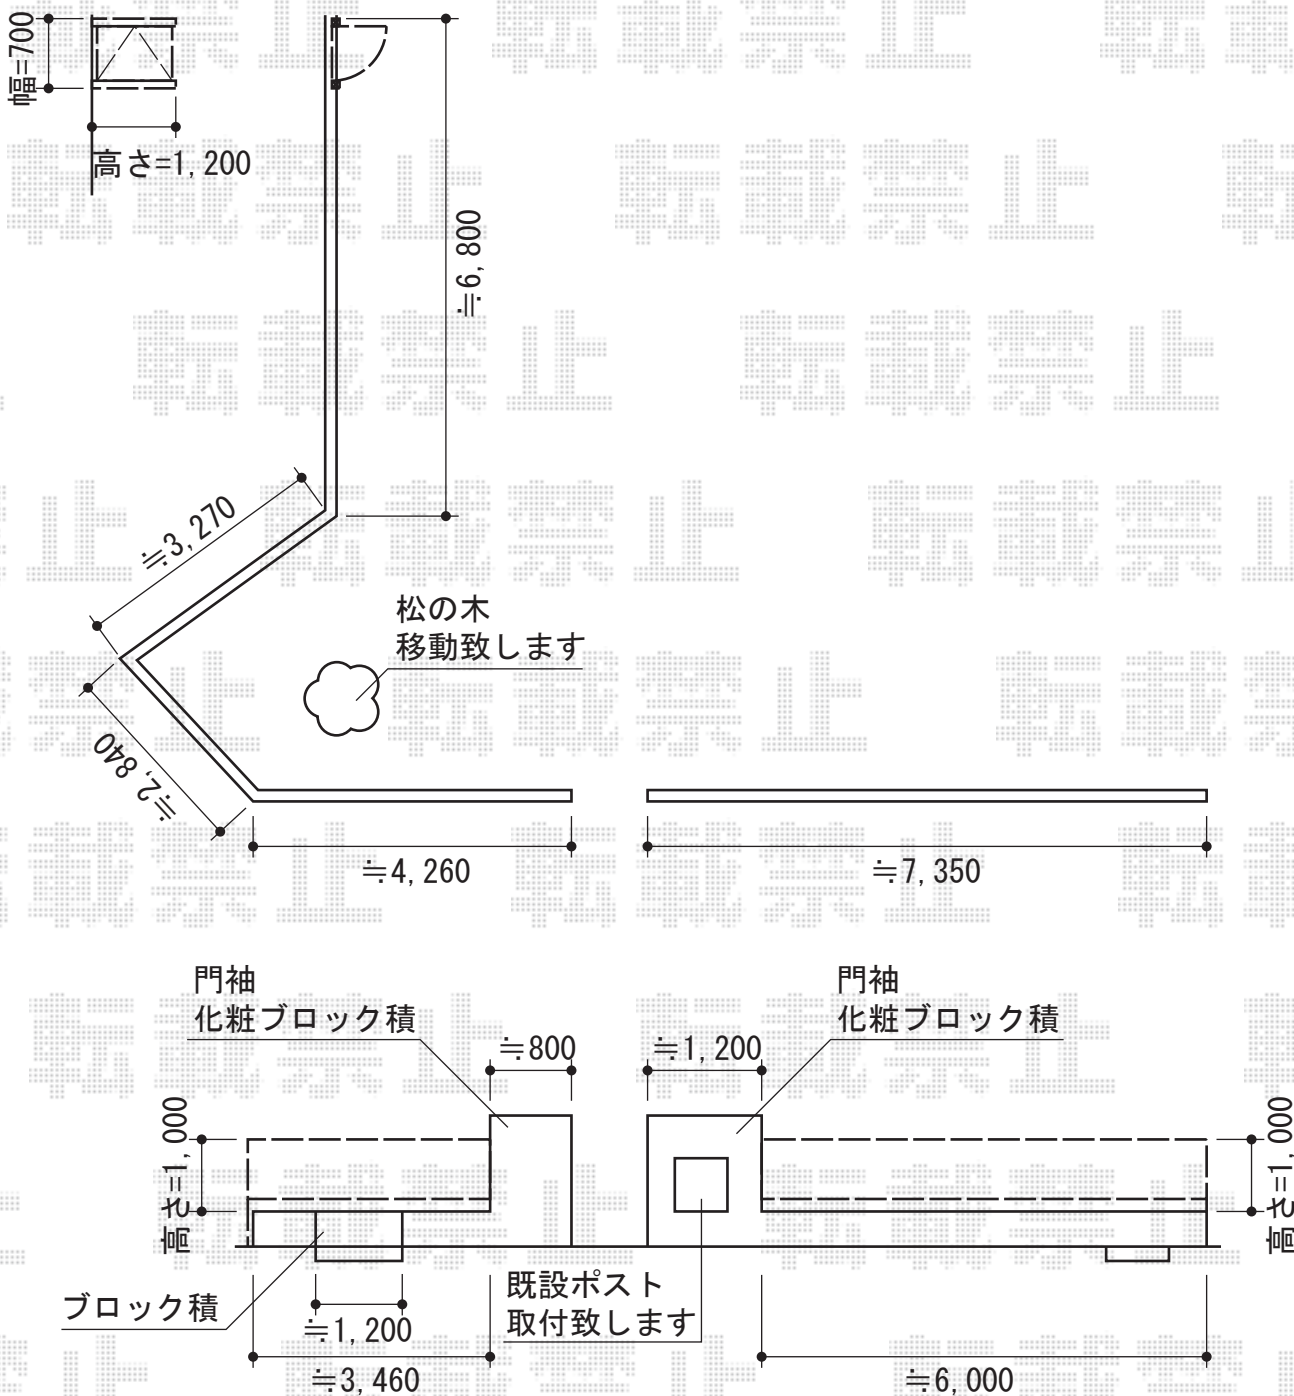 幅=700
高さ=1,200
≒6,800
≒3,270
松の木
移動致します
≒2,840
≒4,260
≒7,350
門袖
化粧ブロック積
門袖
化粧ブロック積
≒800
≒1,200
高さ=1,000
高さ=1,000
ブロック積
≒1,200
既設ポスト
取付致します
≒3,460
≒6,000
転載禁止